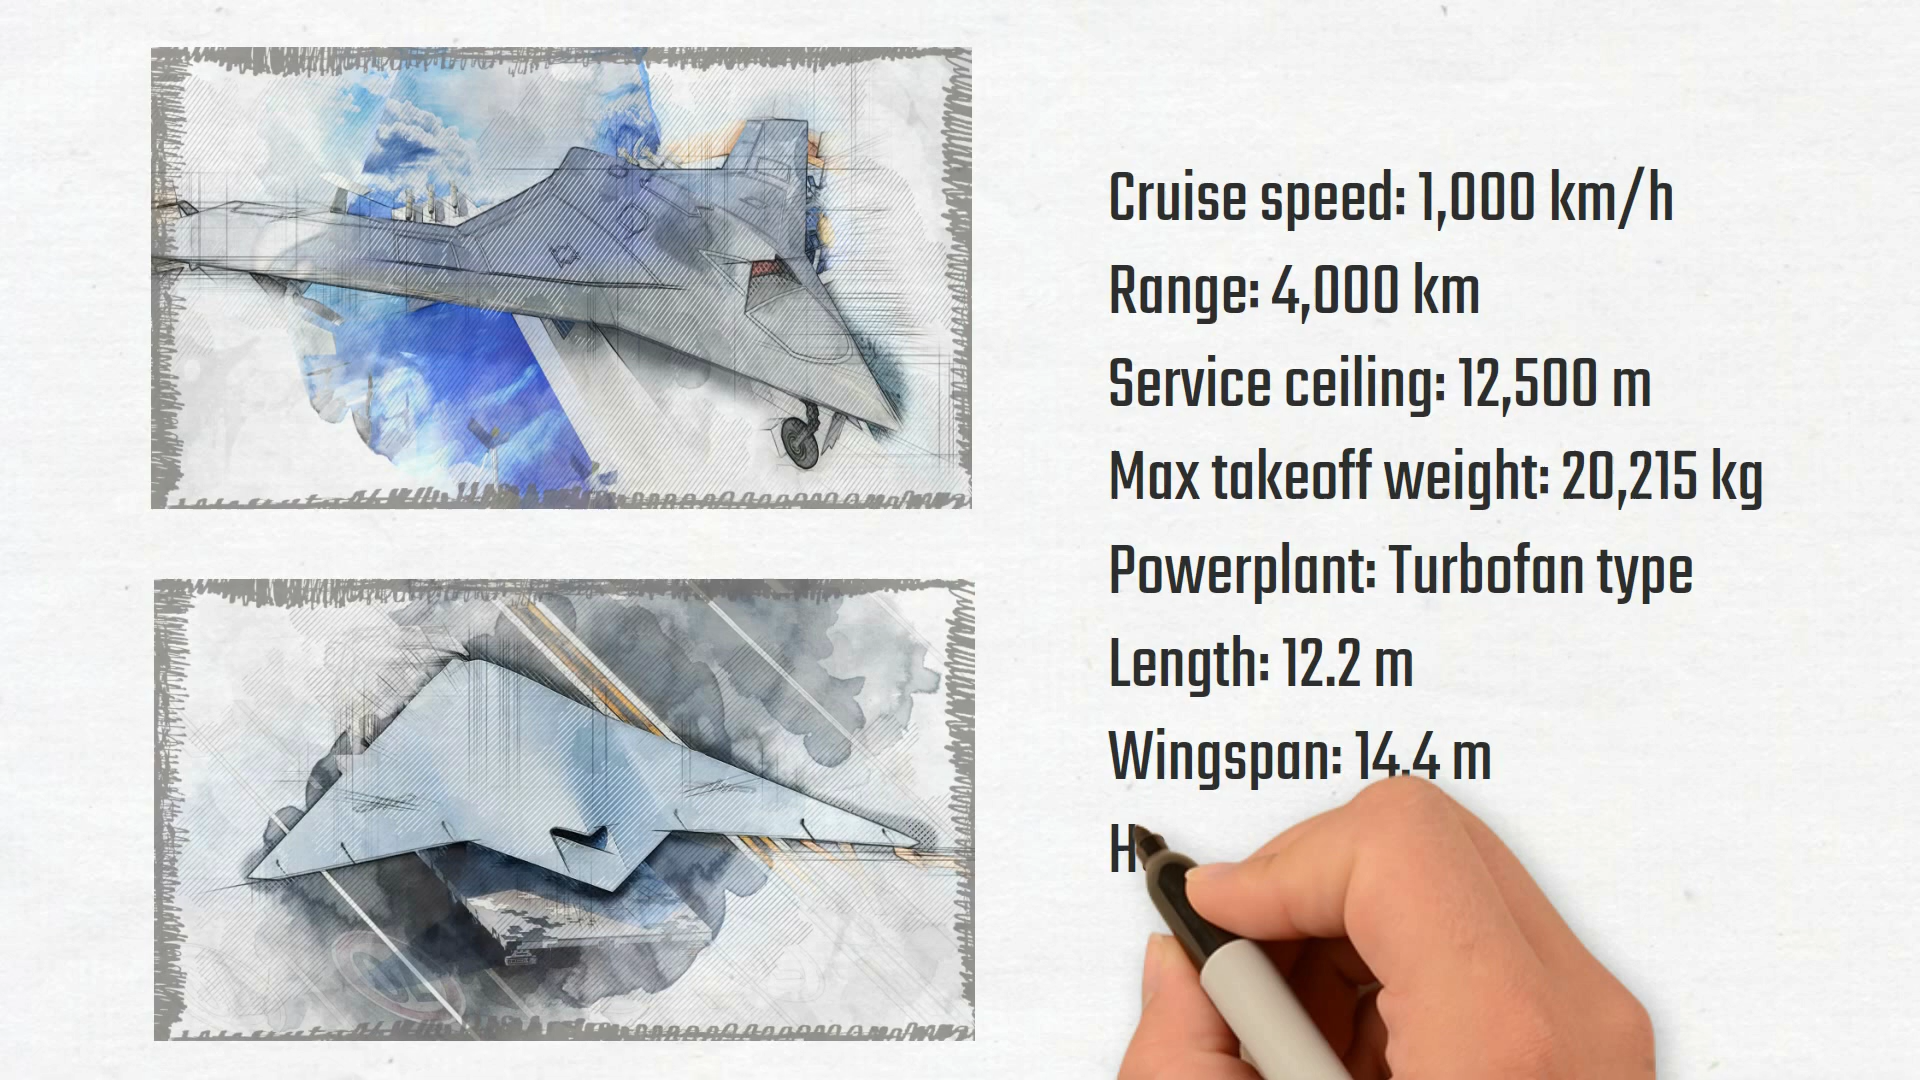 Cruise speed: 1,000 km/h
Range: 4,000 km
Service ceiling: 12,500 m
Max takeoff weight: 20,215 kg
Powerplant: Turbofan type
Length: 12.2 m
Wingspan: 14.4 m
H